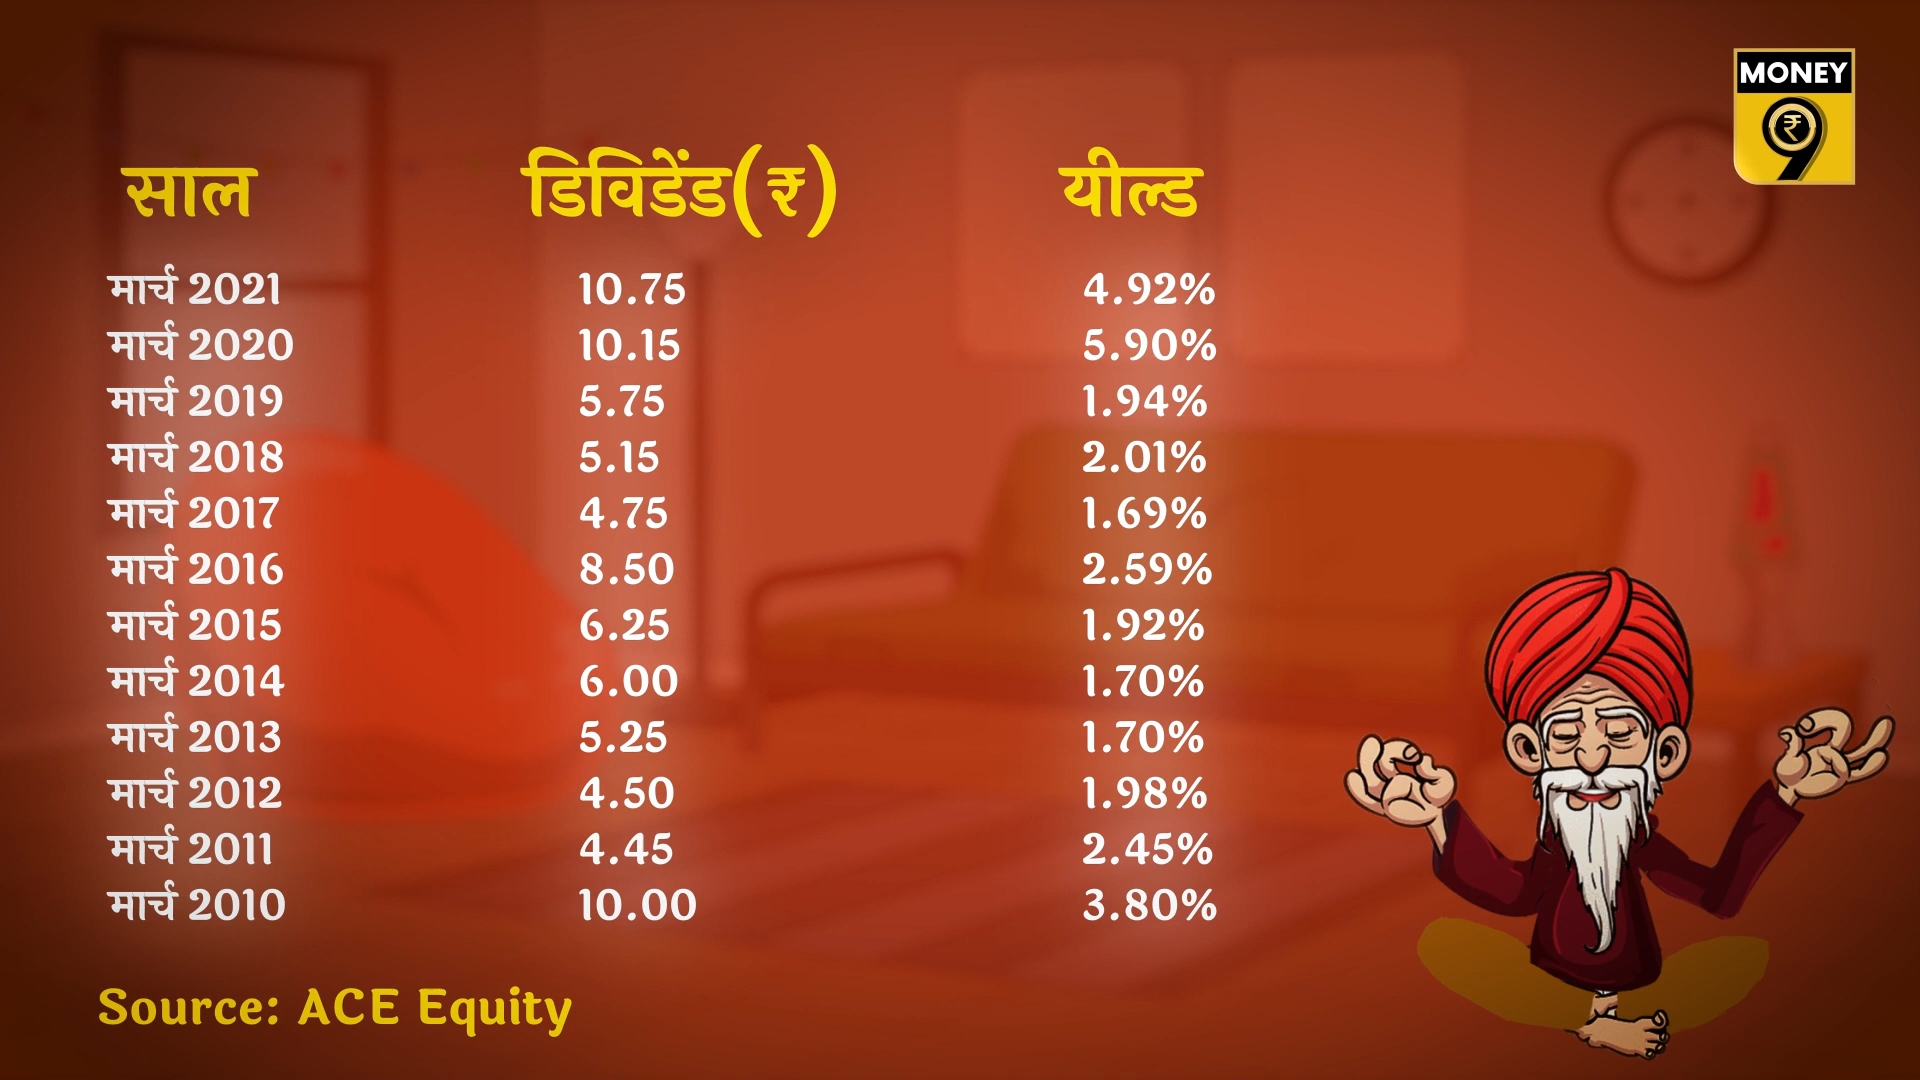 MONEY
9
साल डिविडेंड(₹) यील्ड
मार्च 2021 10.75 4.92%
मार्च 2020 10.15 5.90%
मार्च 2019 5.75 1.94%
मार्च 2018 5.15 2.01%
मार्च 2017 4.75 1.69%
मार्च 2016 8.50 2.59%
मार्च 2015 6.25 1.92%
मार्च 2014 6.00 1.70%
मार्च 2013 5.25 1.70%
मार्च 2012 4.50 1.98%
मार्च 2011 4.45 2.45%
मार्च 2010 10.00 3.80%
Source: ACE Equity